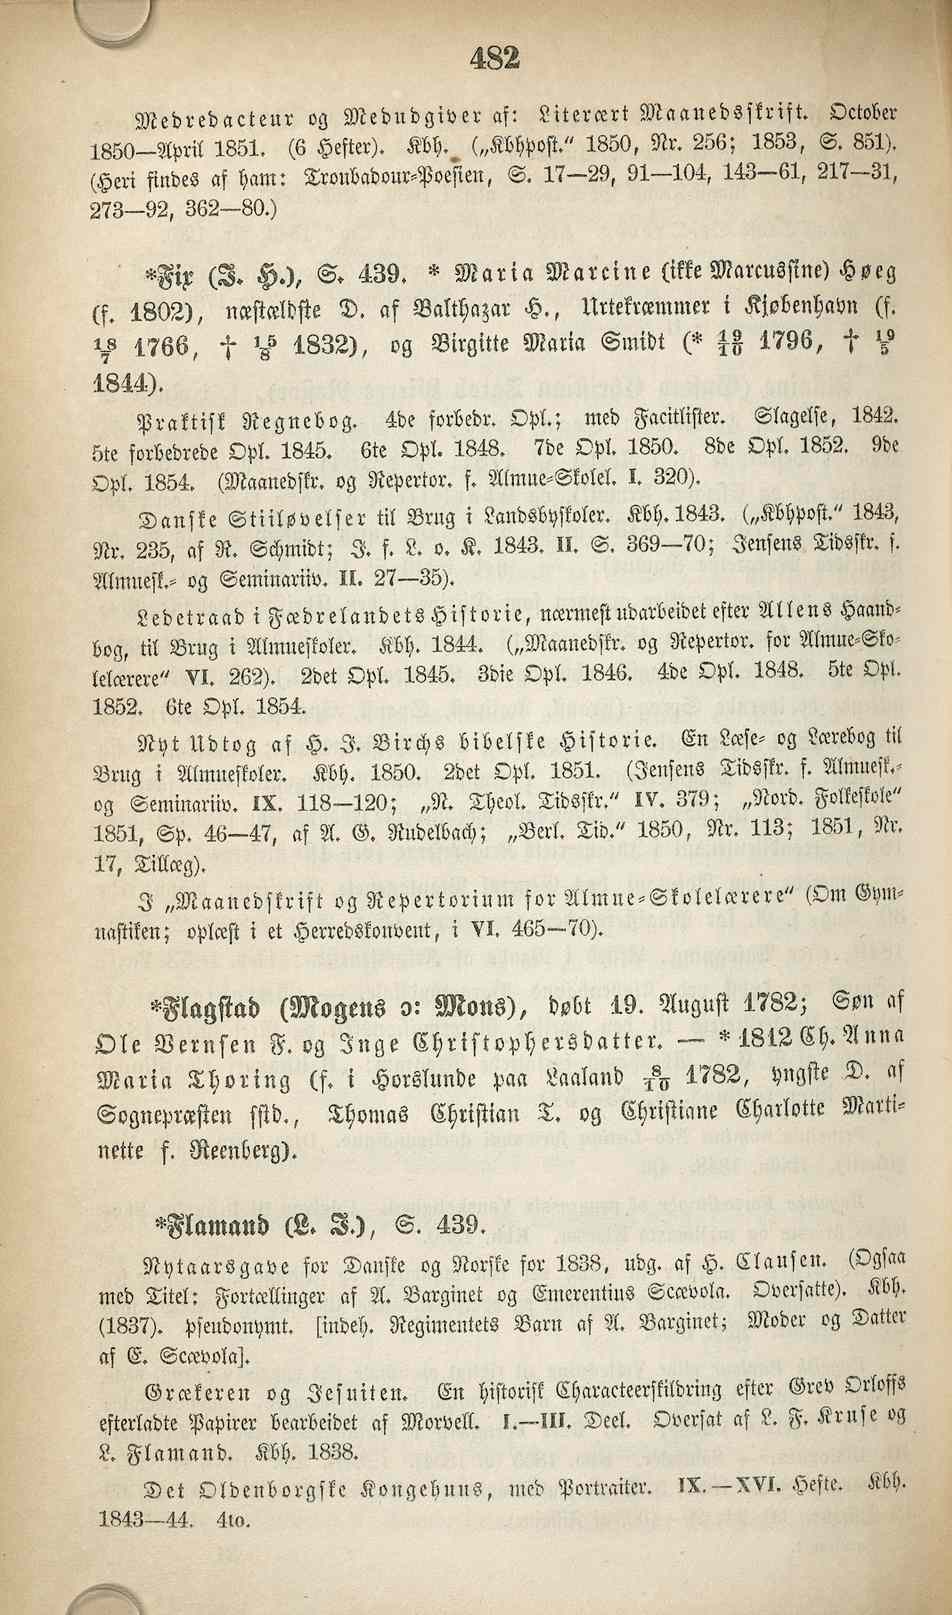 482
Medredacteur og Medudgiver af: Literært Maanedsskrift. October
1850—April 1851. (6 Hefter). Kbh. („Kbhpost.“ 1850, Nr. 256; 1853, S. 851).
(Heri findes af ham: Troubadour-Poesien, S. 17—29, 91—104, 143—61, 217—31,
273—92, 362—80.)
*Fix (J. H.), S. 439. * Maria Marcine (ikke Marcussine) Høeg
(f. 1802), næstældste D. af Balthazar H., Urtekræmmer i Kjøbenhavn (f.
18/7 1766, † 15/8 1832), og Birgitte Maria Smidt (* 19/10 1796, † 19/5
1844).
Praktisk Regnebog. 4de forbedr. Opl.; med Facitlister. Slagelse, 1842.
5te forbedrede Opl. 1845. 6te Opl. 1848. 7de Opl. 1850. 8de Opl. 1852. 9de
Opl. 1854. (Maanedskr. og Repertor. f. Almue-Skolel. I. 320).
Danske Stiiløvelser til Brug i Landsbyskoler. Kbh. 1843. („Kbhpost.“ 1843,
Nr. 235, af R. Schmidt; J. f. L. o. K. 1843. II. S. 369—70; Jensens Tidsskr. f.
Almuesk.- og Seminariiv. II. 27—35).
Ledetraad i Fædrelandets Historie, nærmest udarbeidet efter Allens Haand-
bog, til Brug i Almueskoler. Kbh. 1844. („Maanedskr. og Repertor. for Almue-Sko-
lelærere“ VI. 262). 2det Opl. 1845. 3die Opl. 1846. 4de Opl. 1848. 5te Opl.
1852. 6te Opl. 1854.
Nyt Udtog af H. J. Birchs bibelske Historie. En Læse- og Lærebog til
Brug i Almueskoler. Kbh. 1850. 2det Opl. 1851. (Jensens Tidsskr. f. Almuesk.-
og Seminariiv. IX. 118—120; „N. Theol. Tidsskr.“ IV. 379; „Nord. Folkeskole“
1851, Sp. 46—47, af A. G. Rudelbach; „Berl. Tid.“ 1850, Nr. 113; 1851, Nr.
17, Tillæg).
I „Maanedskrift og Repertorium for Almue-Skolelærere“ (Om Gym-
nastiken; oplæst i et Herredskonvent, i VI. 465—70).
*Flagstad (Mogens ɔ: Mons), døbt 19. August 1782; Søn af
Ole Vernsen F. og Inge Christophersdatter. — * 1812 Ch. Anna
Maria Thoring (f. i Horslunde paa Laaland 8/10 1782, yngste D. af
Sognepræsten sstd., Thomas Christian T. og Christiane Charlotte Marti-
nette f. Reenberg).
*Flamand (L. J.), S. 439.
Nytaarsgave for Danske og Norske for 1838, udg. af H. Clausen. (Ogsaa
med Titel: Fortællinger af A. Barginet og Emerentius Scævola. Oversatte). Kbh.
(1837). pseudonymt. [indeh. Regimentets Barn af A. Barginet; Moder og Datter
af E. Scævola].
Grækeren og Jesuiten. En historisk Characteerskildring efter Grev Orloffs
efterladte Papirer bearbeidet af Morvell. I.—III. Deel. Oversat af L. F. Kruse og
L. Flamand. Kbh. 1838.
Det Oldenborgske Kongehuus, med Portraiter. IX.—XVI. Hefte. Kbh.
1843—44. 4to.